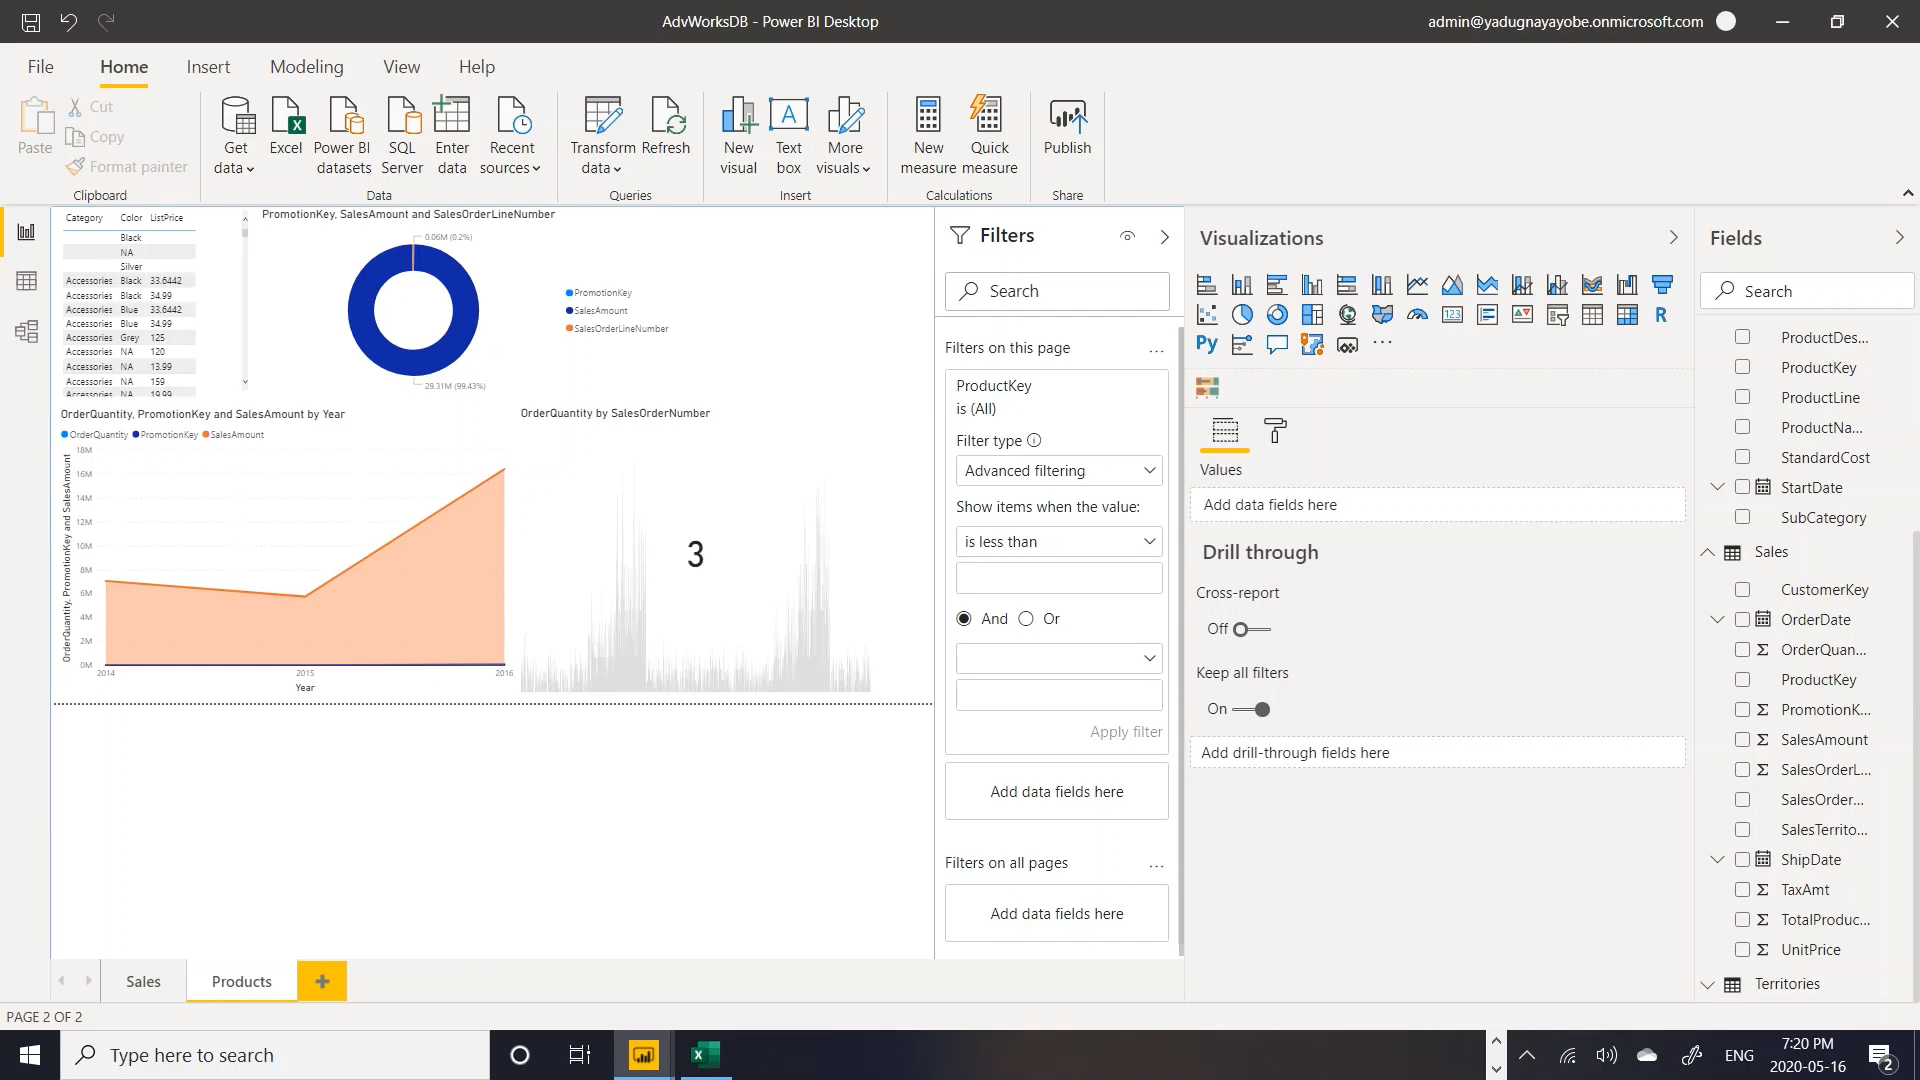 AdvWorksDB - Power BI Desktop
admin@yadugnayayobe.onmicrosoft.com
File Home Insert Modeling View Help
Paste
Cut
Copy
Format painter
Clipboard
Get data
Excel
Power BI datasets
SQL Server
Enter data
Recent sources
Data
Transform data
Refresh
Queries
New visual
Text box
More visuals
Insert
New measure
Quick measure
Calculations
Publish
Share
Category Color ListPrice
Black
NA
Silver
Accessories Black 33.6442
Accessories Black 34.99
Accessories Blue 33.6442
Accessories Blue 34.99
Accessories Grey 125
Accessories NA 120
Accessories NA 13.99
Accessories NA 159
Accessories NA 19.99
PromotionKey, SalesAmount and SalesOrderLineNumber
0.06M (0.2%)
29.31M (99.43%)
PromotionKey
SalesAmount
SalesOrderLineNumber
OrderQuantity, PromotionKey and SalesAmount by Year
OrderQuantity PromotionKey SalesAmount
OrderQuantity, PromotionKey and SalesAmount
18M
16M
14M
12M
10M
8M
6M
4M
2M
0M
2014 2015 2016
Year
OrderQuantity by SalesOrderNumber
3
Filters
Search
Filters on this page
...
ProductKey
is (All)
Filter type
Advanced filtering
Show items when the value:
is less than
And Or
Apply filter
Add data fields here
Filters on all pages
...
Add data fields here
Visualizations
123
R
Py
...
Values
Add data fields here
Drill through
Cross-report
Off
Keep all filters
On
Add drill-through fields here
Fields
Search
ProductDes...
ProductKey
ProductLine
ProductNa...
StandardCost
StartDate
SubCategory
Sales
CustomerKey
OrderDate
Σ OrderQuan...
ProductKey
Σ PromotionK...
Σ SalesAmount
Σ SalesOrderL...
SalesOrder...
SalesTerrito...
ShipDate
Σ TaxAmt
Σ TotalProduc...
Σ UnitPrice
Territories
Sales Products +
PAGE 2 OF 2
Type here to search
ENG
7:20 PM
2020-05-16
2